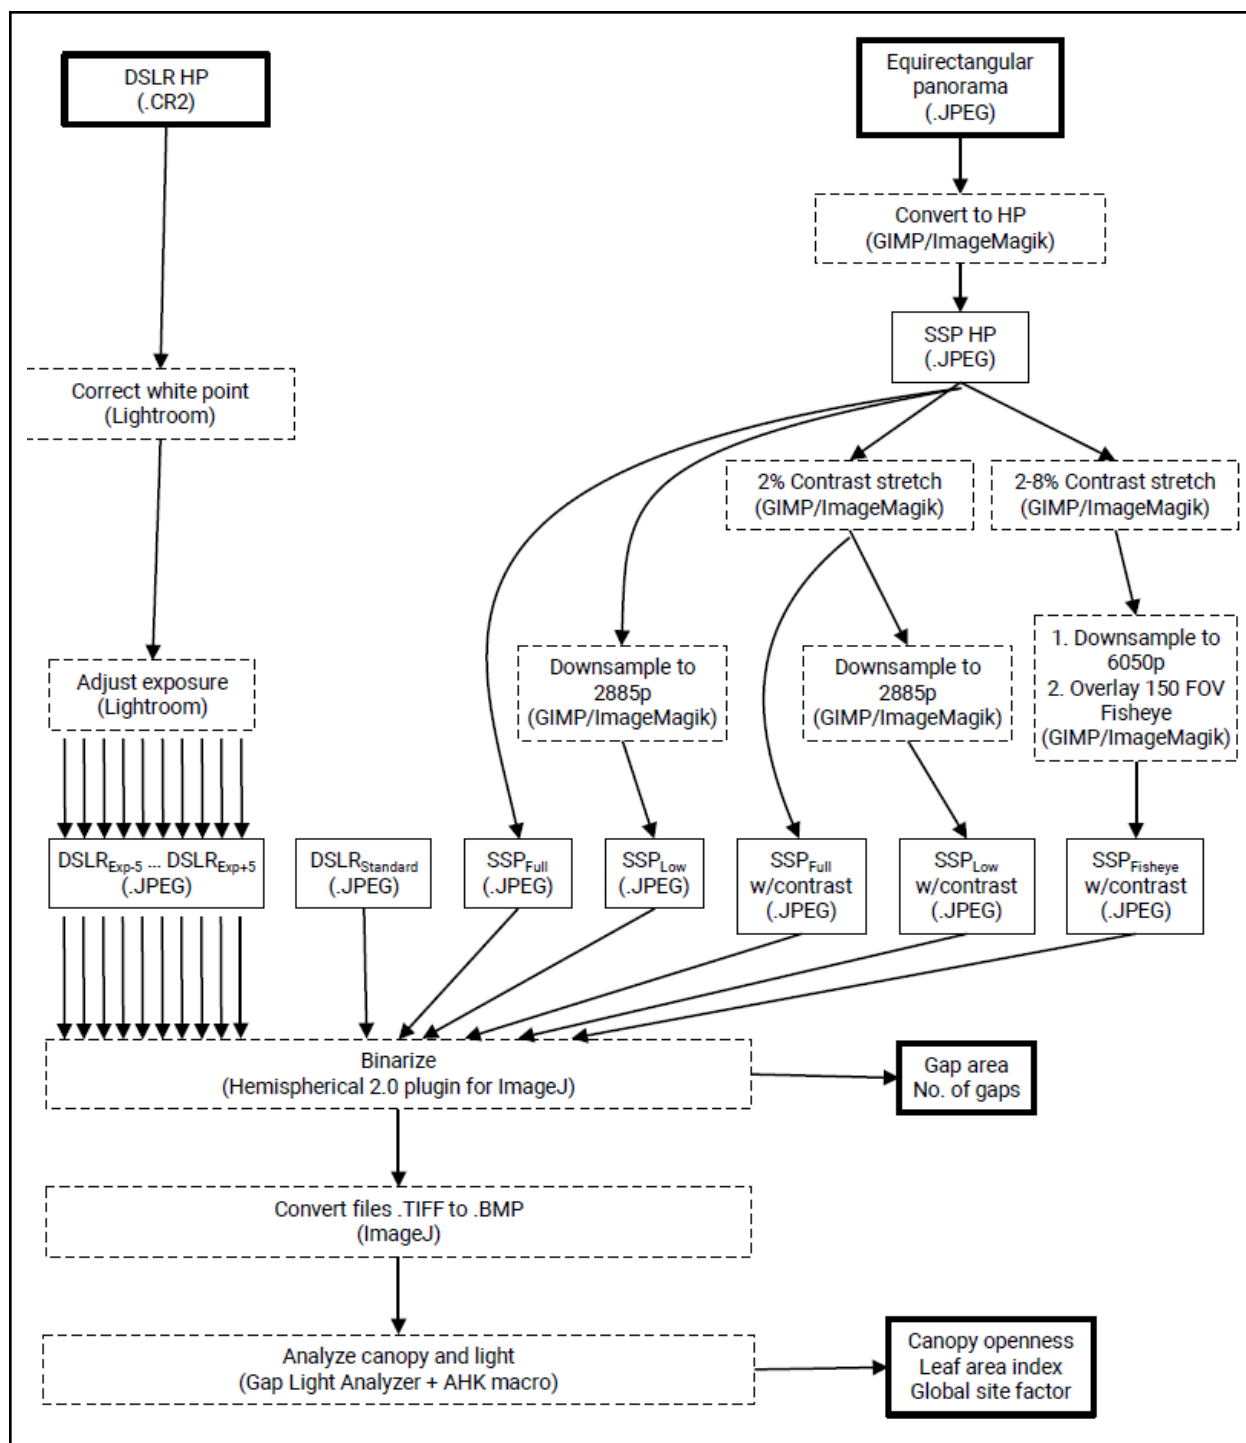 DSLR HP
(.CR2)
Equirectangular
panorama
(.JPEG)
Convert to HP
(GIMP/ImageMagik)
SSP HP
(.JPEG)
Correct white point
(Lightroom)
2% Contrast stretch
(GIMP/ImageMagik)
2-8% Contrast stretch
(GIMP/ImageMagik)
Adjust exposure
(Lightroom)
Downsample to
2885p
(GIMP/ImageMagik)
Downsample to
2885p
(GIMP/ImageMagik)
1. Downsample to
6050p
2. Overlay 150 FOV
Fisheye
(GIMP/ImageMagik)
DSLRExp-5 ... DSLRExp+5
(.JPEG)
DSLRStandard
(.JPEG)
SSPFull
(.JPEG)
SSPLow
(.JPEG)
SSPFull
w/contrast
(.JPEG)
SSPLow
w/contrast
(.JPEG)
SSPFisheye
w/contrast
(.JPEG)
Binarize
(Hemispherical 2.0 plugin for ImageJ)
Gap area
No. of gaps
Convert files .TIFF to .BMP
(ImageJ)
Analyze canopy and light
(Gap Light Analyzer + AHK macro)
Canopy openness
Leaf area index
Global site factor